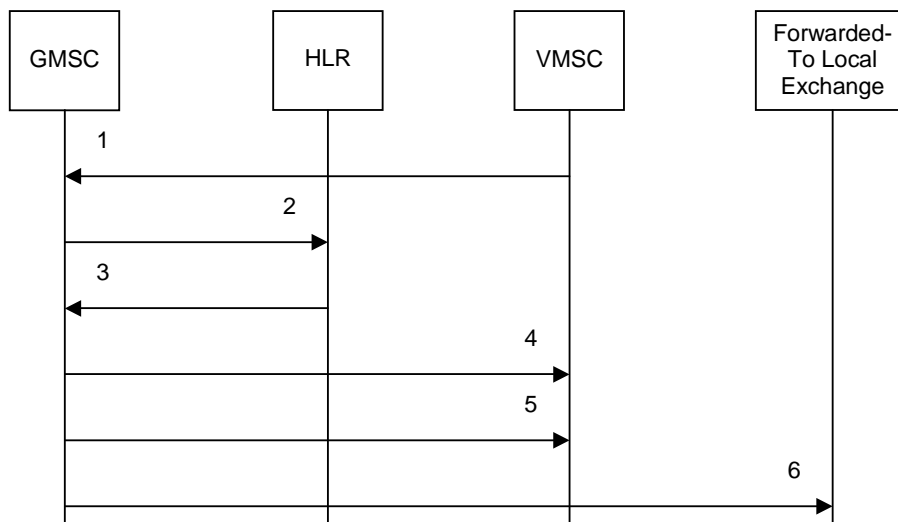 GMSC
HLR
VMSC
Forwarded-
To Local
Exchange
1
2
3
4
5
6